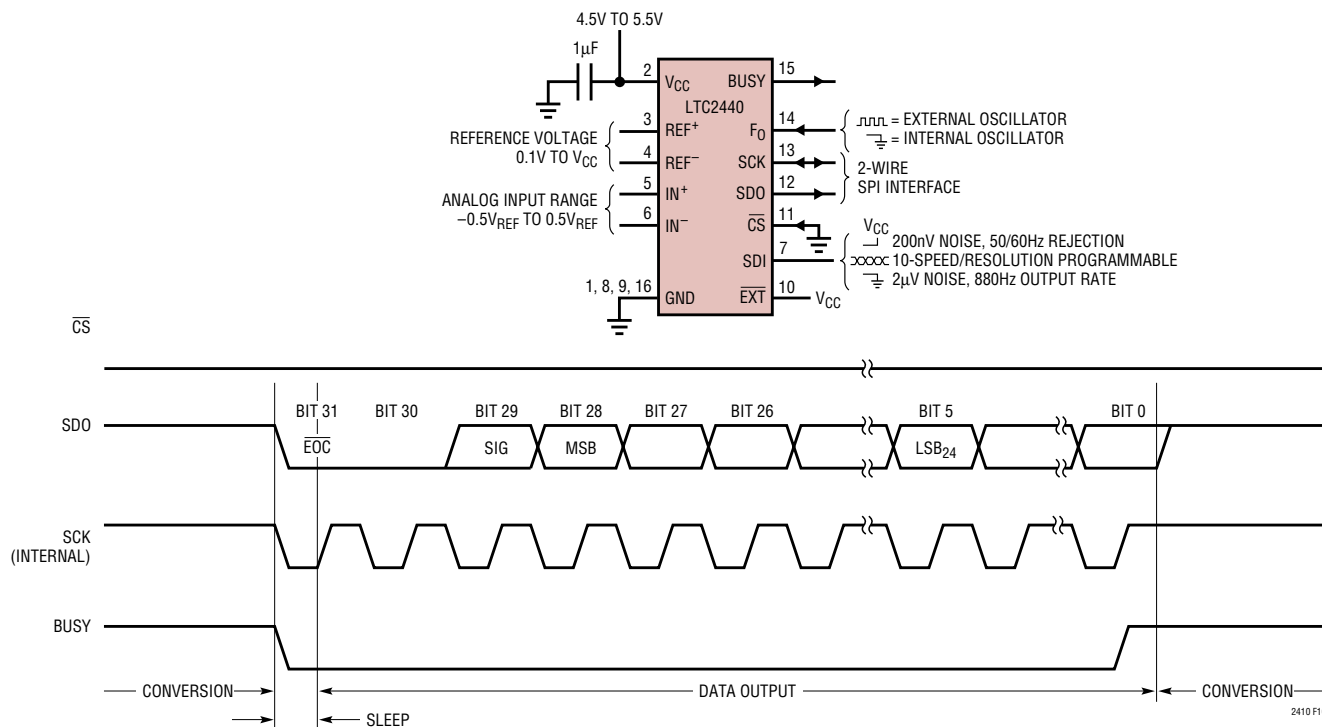 4.5V TO 5.5V
1µF
2
VCC
BUSY
15
LTC2440
REFERENCE VOLTAGE
0.1V TO VCC
3
REF+
4
REF–
FO
14
= EXTERNAL OSCILLATOR
= INTERNAL OSCILLATOR
SCK
13
SDO
12
2-WIRE
SPI INTERFACE
ANALOG INPUT RANGE
–0.5VREF TO 0.5VREF
5
IN+
6
IN–
CS
11
SDI
7
VCC
200nV NOISE, 50/60Hz REJECTION
10-SPEED/RESOLUTION PROGRAMMABLE
2µV NOISE, 880Hz OUTPUT RATE
1, 8, 9, 16
GND
EXT
10
VCC
CS
SDO
BIT 31
BIT 30
BIT 29
BIT 28
BIT 27
BIT 26
BIT 5
BIT 0
EOC
SIG
MSB
LSB24
SCK
(INTERNAL)
BUSY
CONVERSION
DATA OUTPUT
CONVERSION
SLEEP
2410 F1